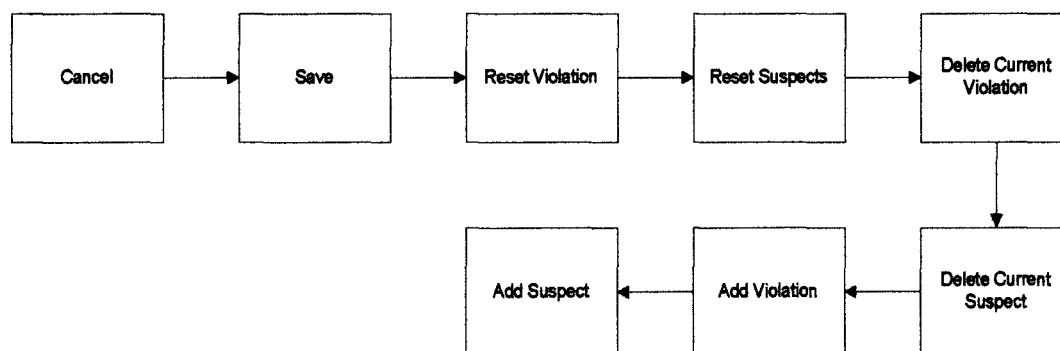 Cancel
Save
Reset Violation
Reset Suspects
Delete Current
Violation
Delete Current
Suspect
Add Violation
Add Suspect